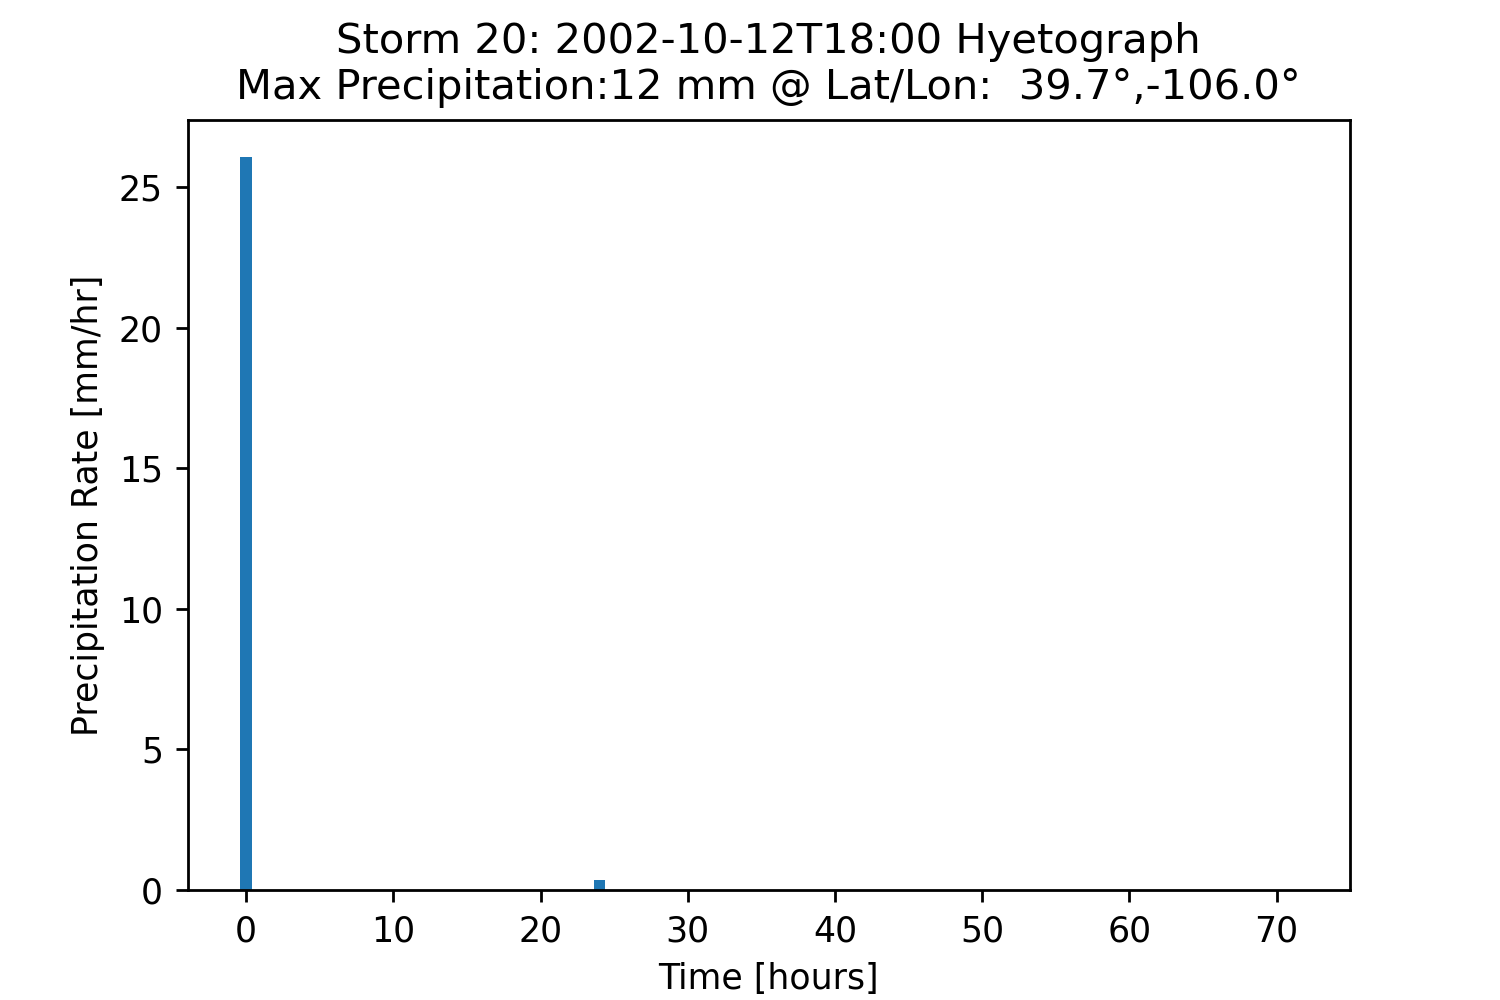 Storm 20: 2002-10-12T18:00 Hyetograph
Max Precipitation:12 mm @ Lat/Lon:  39.7°,-106.0°
Precipitation Rate [mm/hr]
25
20
15
10
5
0
0 10 20 30 40 50 60 70
Time [hours]